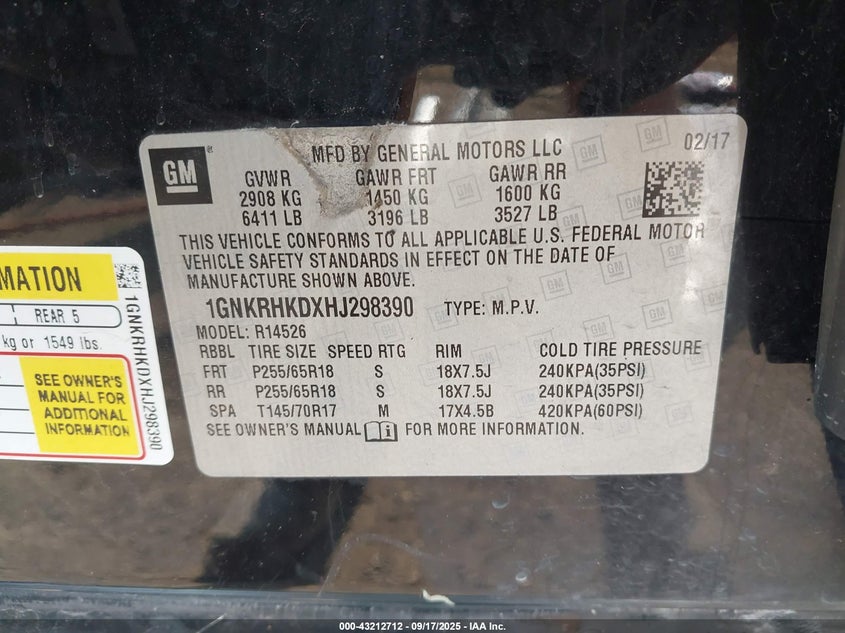 GM
MFD BY GENERAL MOTORS LLC
02/17
GVWR GAWR FRT GAWR RR
2908 KG 1450 KG 1600 KG
6411 LB 3196 LB 3527 LB
THIS VEHICLE CONFORMS TO ALL APPLICABLE U.S. FEDERAL MOTOR
VEHICLE SAFETY STANDARDS IN EFFECT ON THE DATE OF
MANUFACTURE SHOWN ABOVE.
1GNKRHKDXHJ298390 TYPE: M.P.V.
MODEL: R14526
RBBL TIRE SIZE SPEED RTG RIM COLD TIRE PRESSURE
FRT P255/65R18 S 18X7.5J 240KPA(35PSI)
RR P255/65R18 S 18X7.5J 240KPA(35PSI)
SPA T145/70R17 M 17X4.5B 420KPA(60PSI)
SEE OWNER'S MANUAL FOR MORE INFORMATION.
MATION
REAR 5
kg or 1549 lbs.
SEE OWNER'S
MANUAL FOR
ADDITIONAL
INFORMATION
1GNKRHKDXHJ298390
000-43212712 - 09/17/2025 - IAA Inc.